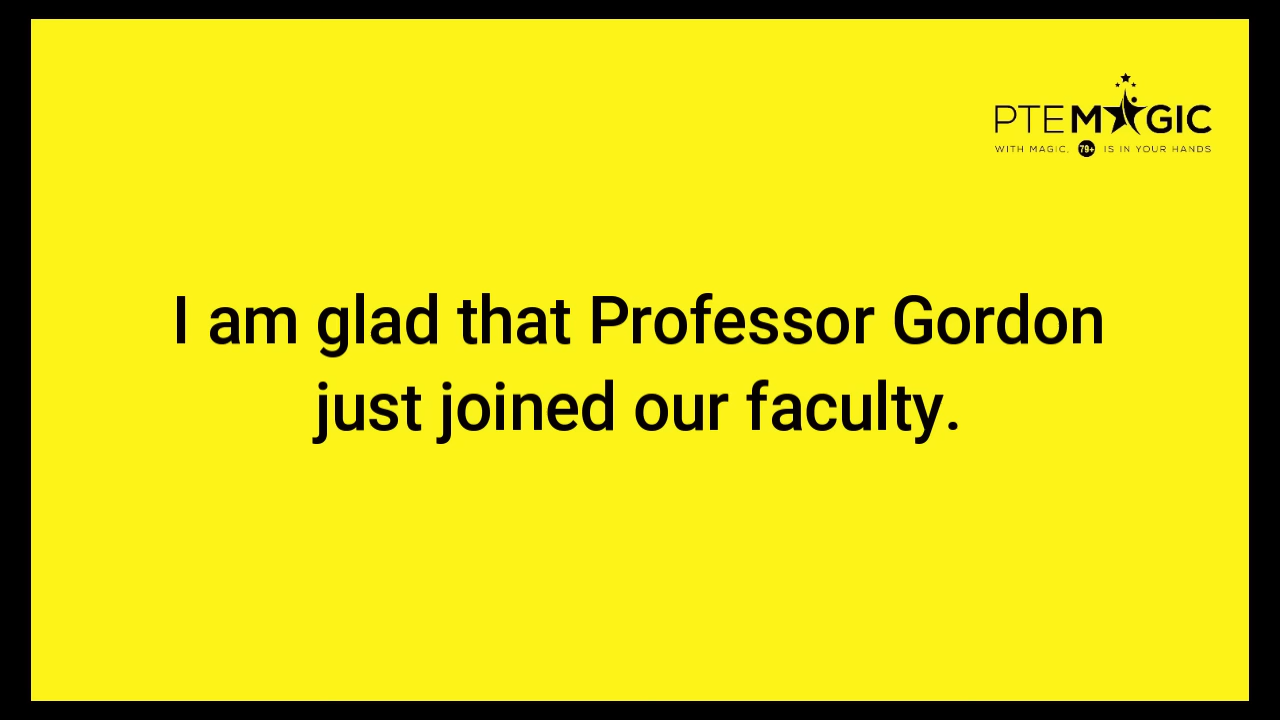 PTEMAGIC
WITH MAGIC, 79+ IS IN YOUR HANDS
I am glad that Professor Gordon
just joined our faculty.